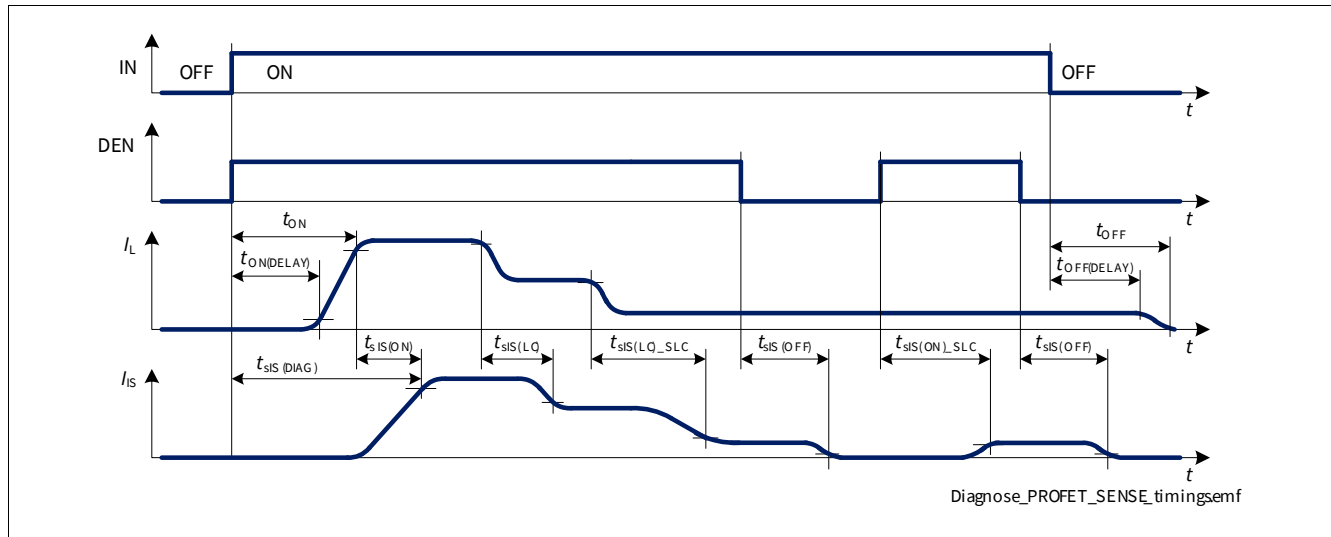 IN
OFF
ON
OFF
t
DEN
t
tON
IL
tON(DELAY)
tOFF
tOFF(DELAY)
t
tsIS(ON)
tsIS(LC)
tsIS(LC)_SLC
tsIS(OFF)
tsIS(ON)_SLC
tsIS(OFF)
tsIS(DIAG)
IIS
t
Diagnose_PROFET_SENSE_timings.emf